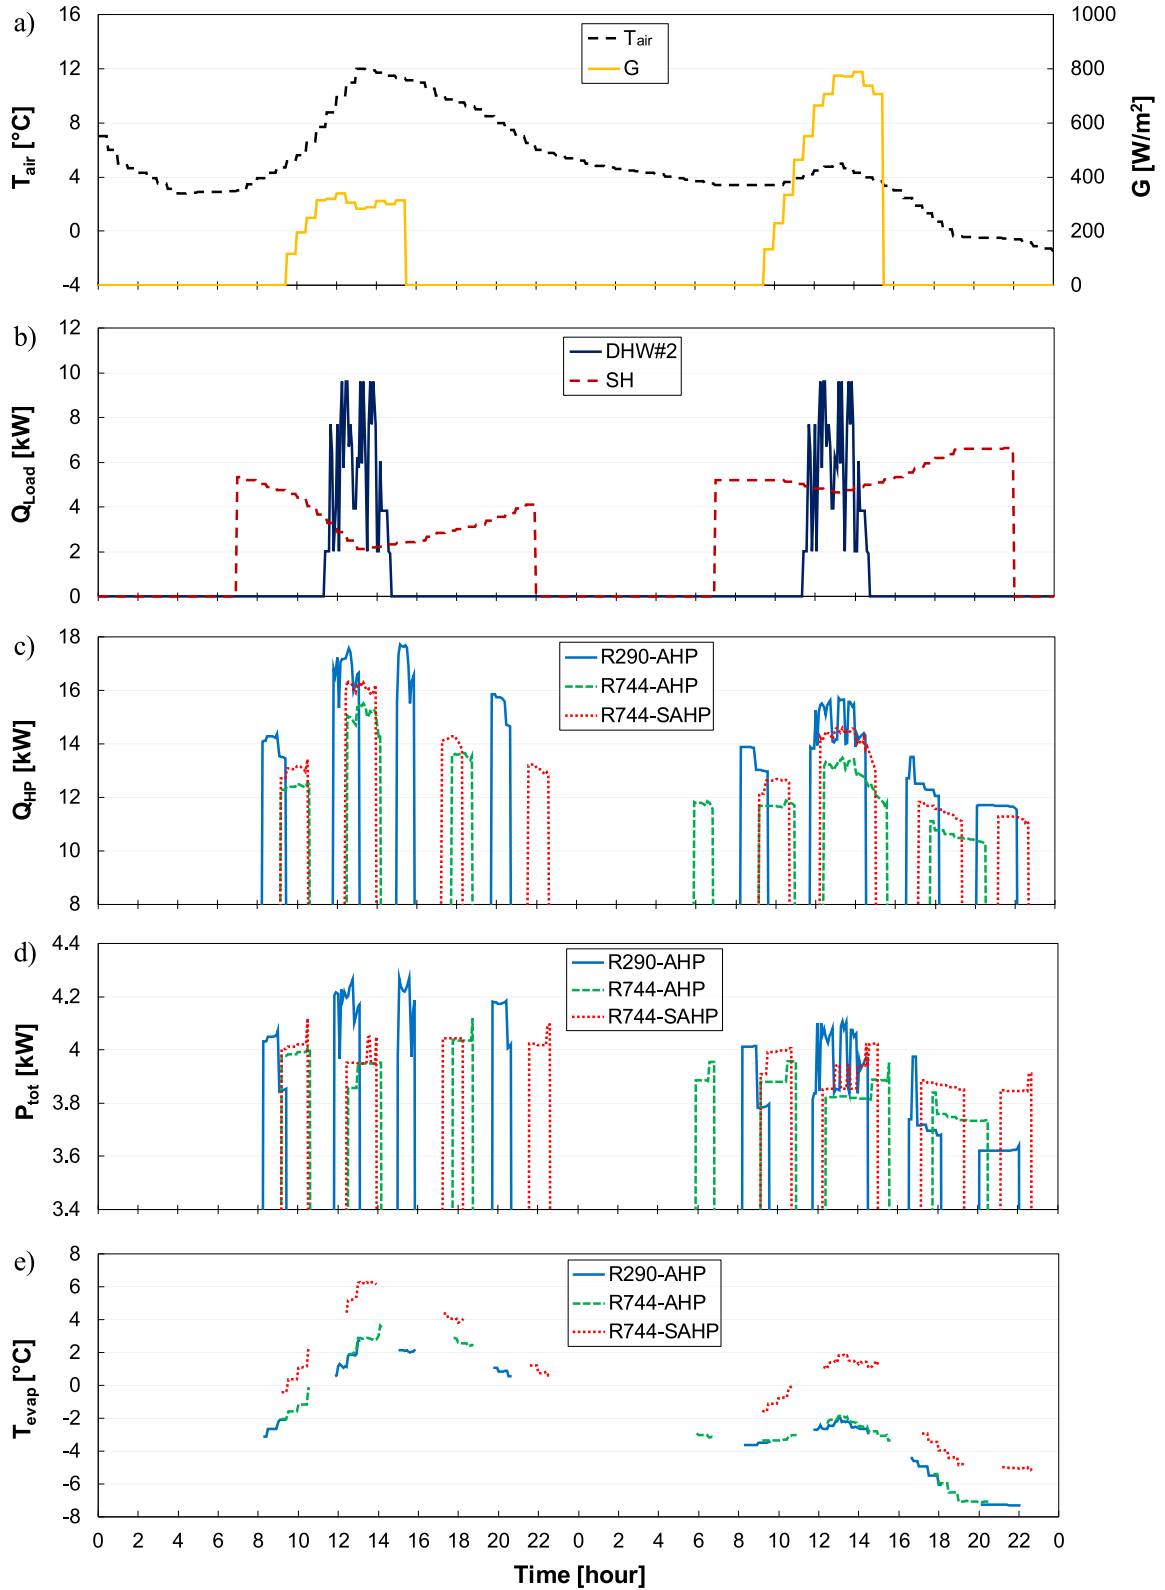 a)
16
12
8
4
0
-4
T_air [°C]
T_air
G
1000
800
600
400
200
0
G [W/m²]
b)
12
10
8
6
4
2
0
Q_Load [kW]
DHW#2
SH
c)
18
16
14
12
10
8
Q_HP [kW]
R290-AHP
R744-AHP
R744-SAHP
d)
4.4
4.2
4
3.8
3.6
3.4
P_tot [kW]
R290-AHP
R744-AHP
R744-SAHP
e)
8
6
4
2
0
-2
-4
-6
-8
T_evap [°C]
R290-AHP
R744-AHP
R744-SAHP
0 2 4 6 8 10 12 14 16 18 20 22 0 2 4 6 8 10 12 14 16 18 20 22 0
Time [hour]